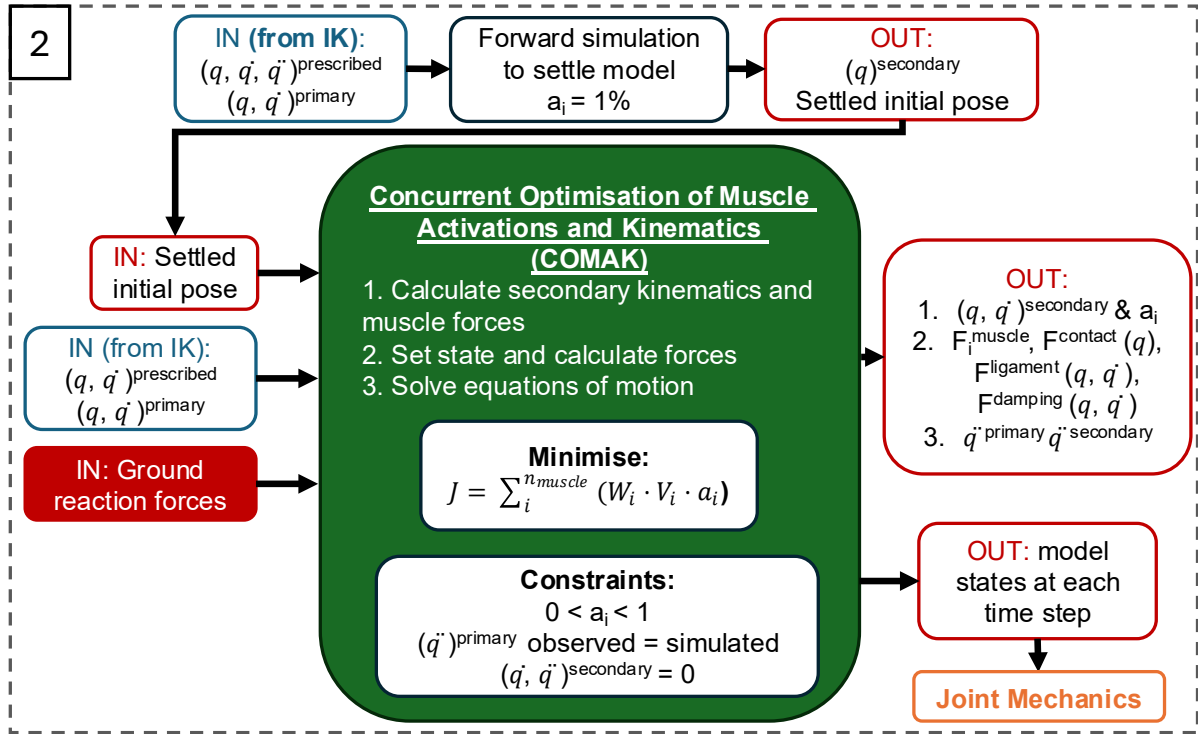 2
IN (from IK):
(q, q̇, q̈)^prescribed
(q, q̇)^primary
Forward simulation
to settle model
a_i = 1%
OUT:
(q)^secondary
Settled initial pose
IN: Settled
initial pose
IN (from IK):
(q, q̇)^prescribed
(q, q̇)^primary
IN: Ground
reaction forces
Concurrent Optimisation of Muscle
Activations and Kinematics
(COMAK)
1. Calculate secondary kinematics and
muscle forces
2. Set state and calculate forces
3. Solve equations of motion
Minimise:
J = ∑_i^n_muscle (W_i · V_i · a_i)
Constraints:
0 < a_i < 1
(q̈)^primary observed = simulated
(q̇, q̈)^secondary = 0
OUT:
1. (q, q̇)^secondary & a_i
2. F_i^muscle, F^contact (q),
F^ligament (q, q̇),
F^damping (q, q̇)
3. q̈^primary q̈^secondary
OUT: model
states at each
time step
Joint Mechanics